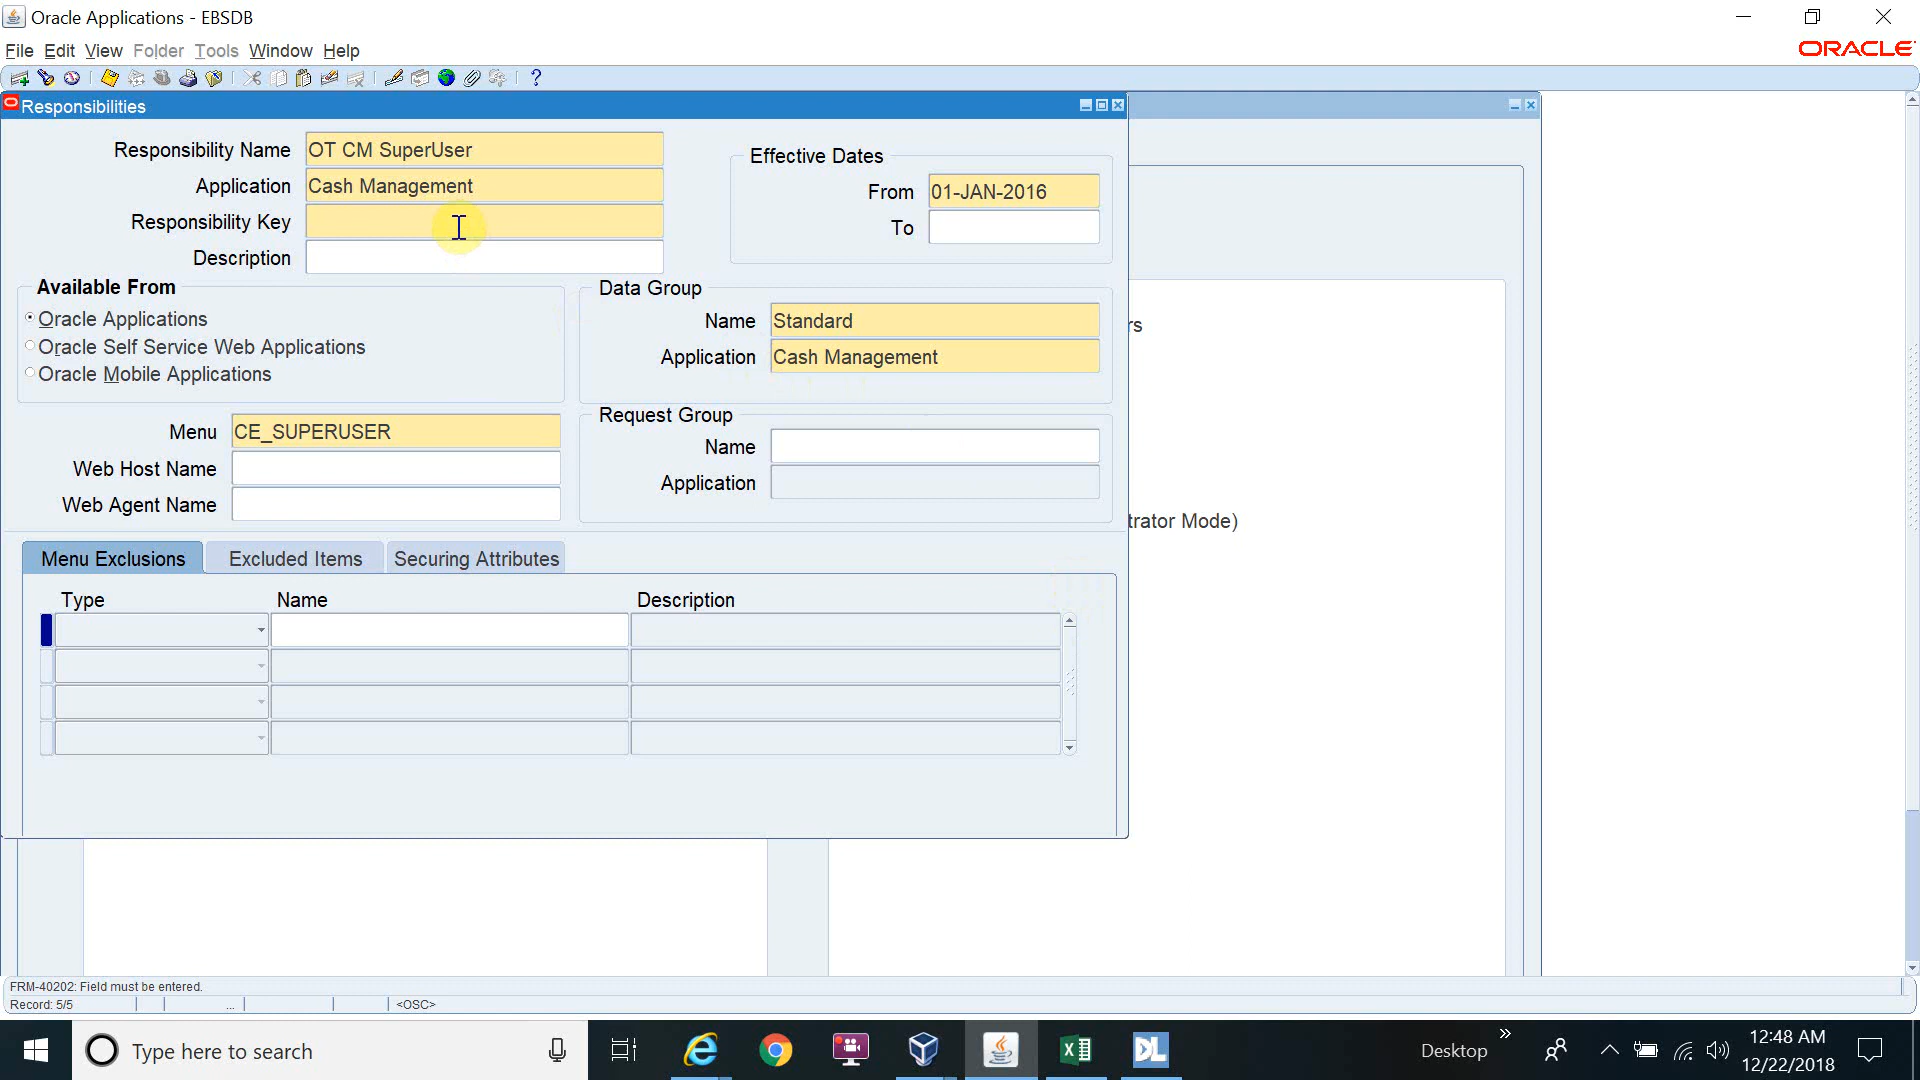 Oracle Applications - EBSDB
File Edit View Folder Tools Window Help
ORACLE
Responsibilities
Responsibility Name OT CM SuperUser
Application Cash Management
Responsibility Key
Description
Effective Dates
From 01-JAN-2016
To
Available From
Oracle Applications
Oracle Self Service Web Applications
Oracle Mobile Applications
Data Group
Name Standard
Application Cash Management
Menu CE_SUPERUSER
Web Host Name
Web Agent Name
Request Group
Name
Application
rs
trator Mode)
Menu Exclusions Excluded Items Securing Attributes
Type Name Description
FRM-40202: Field must be entered.
Record: 5/5 ... <OSC>
Type here to search
Desktop
12:48 AM
12/22/2018